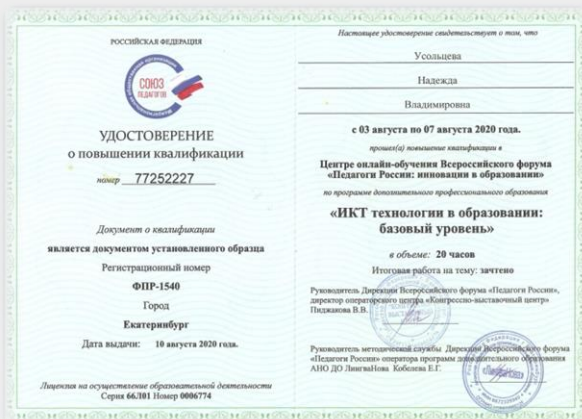 РОССИЙСКАЯ ФЕДЕРАЦИЯ
СОЮЗ
ПЕДАГОГОВ
УДОСТОВЕРЕНИЕ
о повышении квалификации
номер 77252227
Документ о квалификации
является документом установленного образца
Регистрационный номер
ФПР-1540
Город
Екатеринбург
Дата выдачи: 10 августа 2020 года.
Лицензия на осуществление образовательной деятельности
Серия 66Л01 Номер 0006774
Настоящее удостоверение свидетельствует о том, что
Усольцева
Надежда
Владимировна
с 03 августа по 07 августа 2020 года.
прошел(а) повышение квалификации в
Центре онлайн-обучения Всероссийского форума
«Педагоги России: инновации в образовании»
по программе дополнительного профессионального образования
«ИКТ технологии в образовании:
базовый уровень»
в объеме: 20 часов
Итоговая работа на тему: зачтено
Руководитель Дирекции Всероссийского форума «Педагоги России»,
директор операторского центра «Конгрессно-выставочный центр»
Пиджакова В.В.
Руководитель методической службы Дирекции Всероссийского форума
«Педагоги России» оператора программ дополнительного образования
АНО ДО ЛингваНова Кобелева Е.Г.